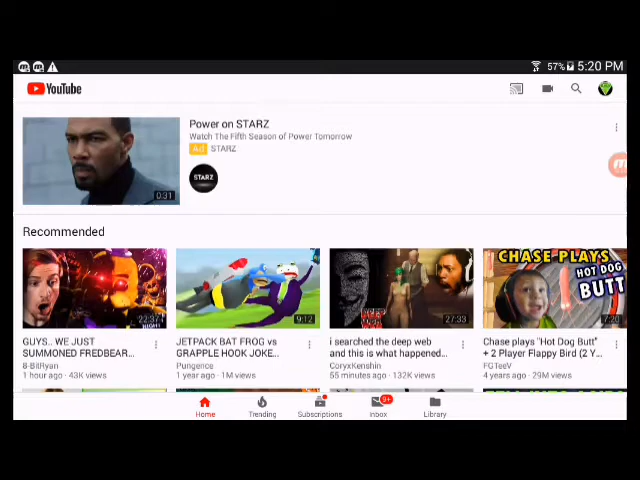 57% 5:20 PM
YouTube
Power on STARZ
Watch The Fifth Season of Power Tomorrow
Ad STARZ
STARZ
0:31
Recommended
CHASE PLAYS
HOT DOG
BUTT
22:37
9:12
27:33
7:20
GUYS.. WE JUST
SUMMONED FREDBEAR...
8-BitRyan
1 hour ago · 43K views
JETPACK BAT FROG vs
GRAPPLE HOOK JOKE...
Pungence
1 year ago · 1M views
i searched the deep web
and this is what happened...
CoryxKenshin
55 minutes ago · 132K views
Chase plays "Hot Dog Butt"
+ 2 Player Flappy Bird (2 Y...
FGTeeV
4 years ago · 29M views
9+
Home
Trending
Subscriptions
Inbox
Library